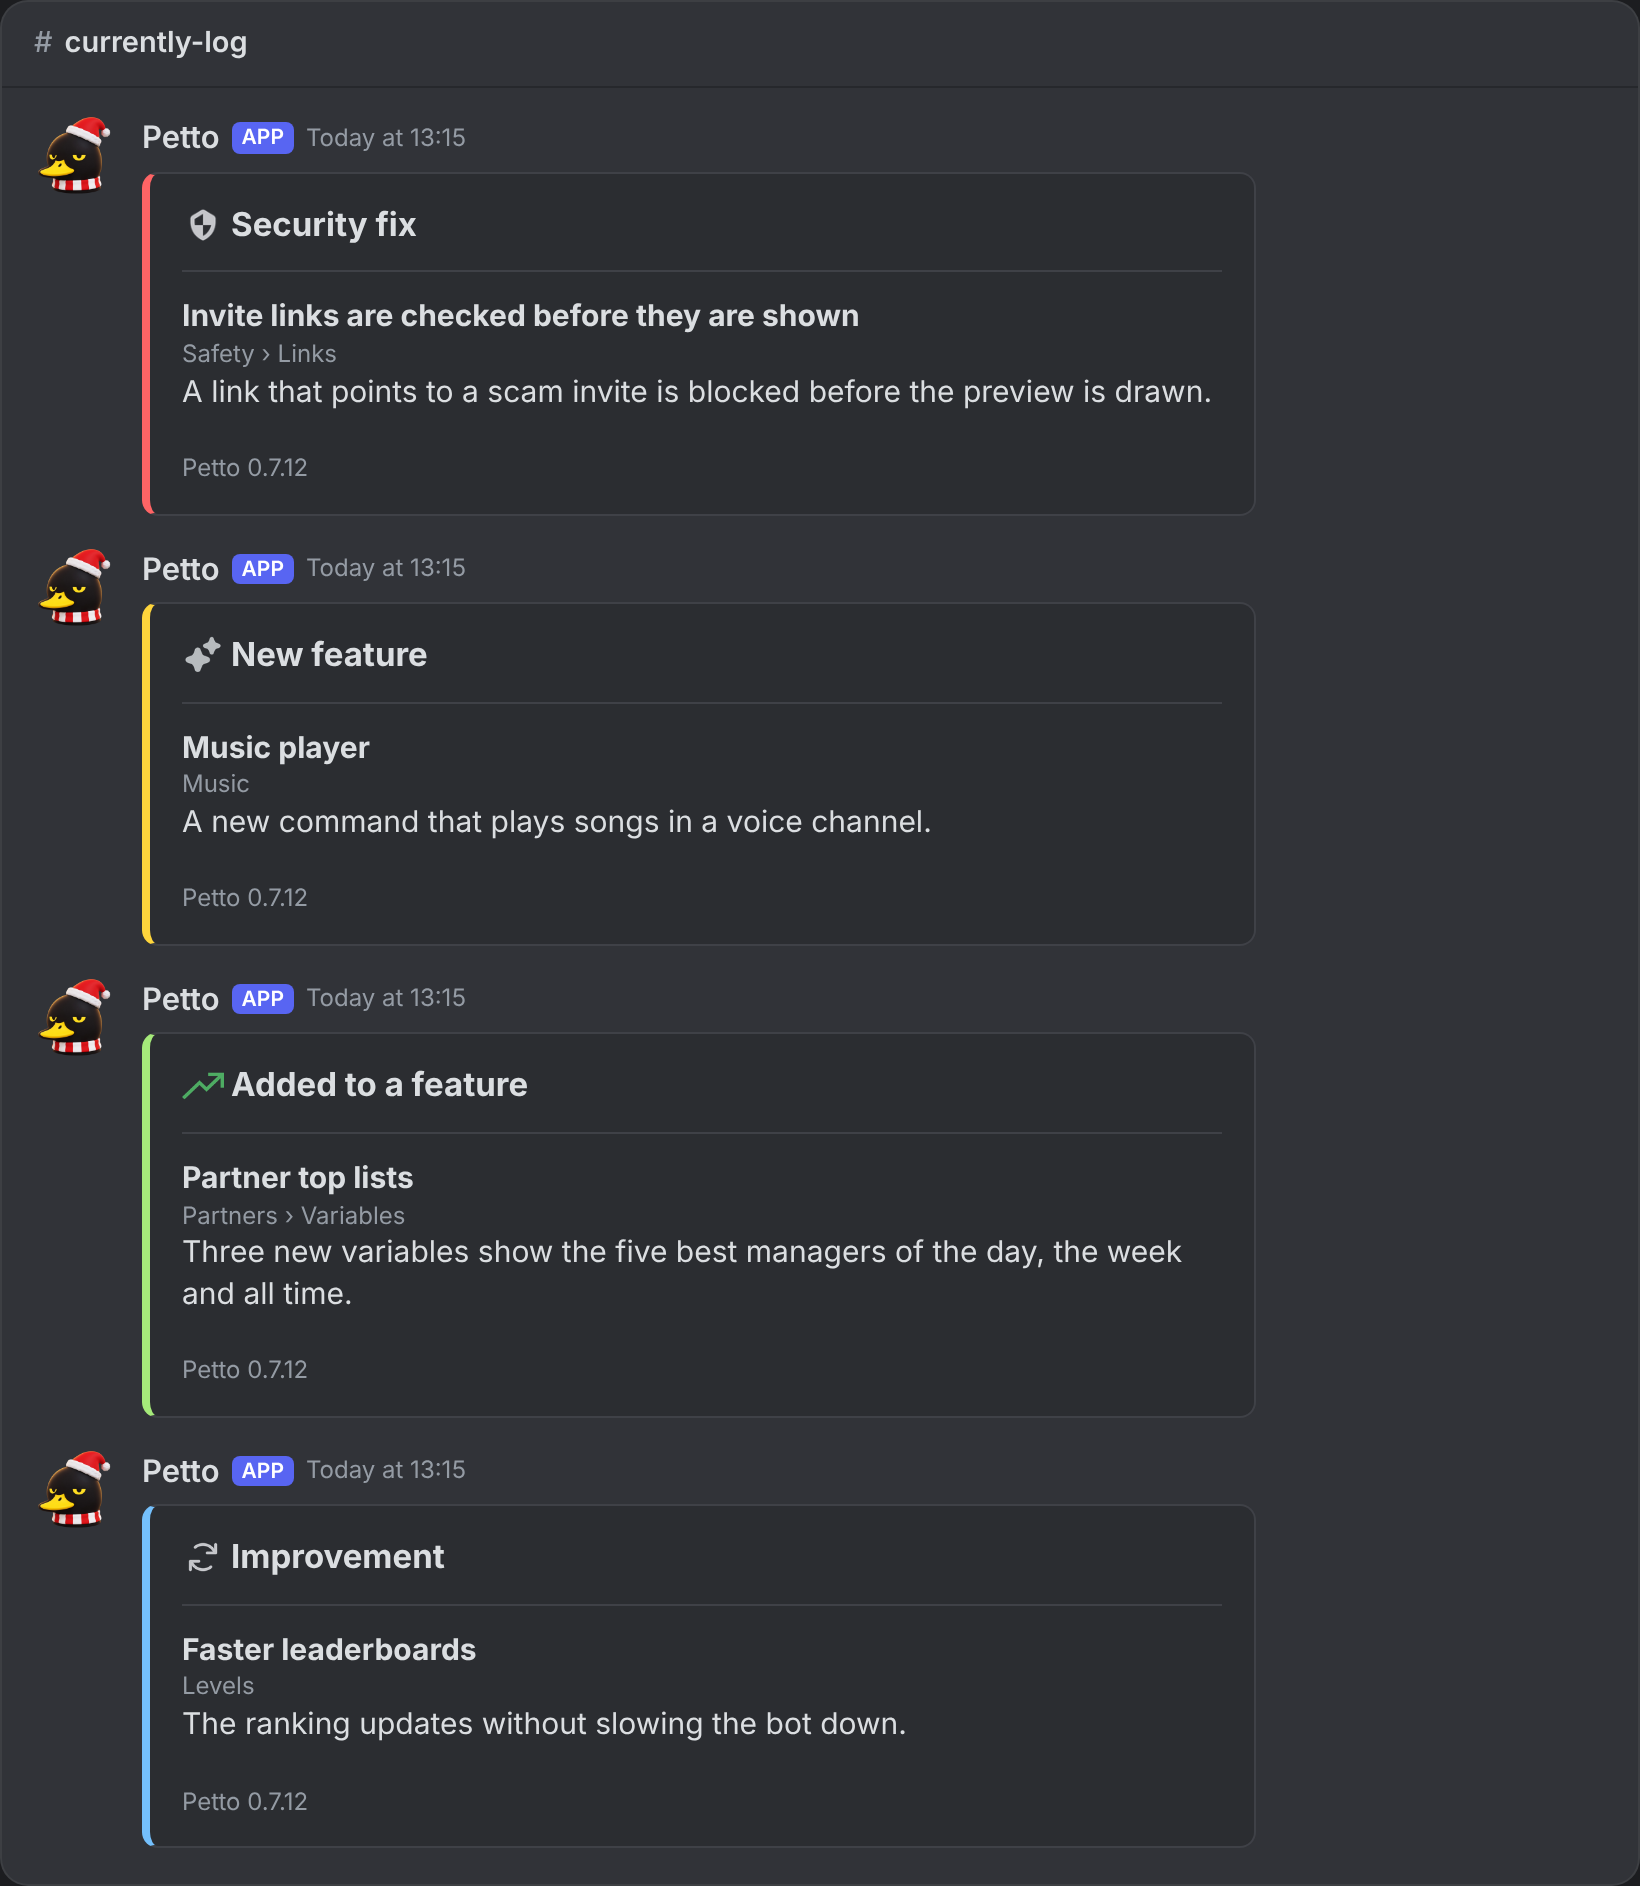 # currently-log
Petto APP Today at 13:15
Security fix
Invite links are checked before they are shown
Safety › Links
A link that points to a scam invite is blocked before the preview is drawn.
Petto 0.7.12
Petto APP Today at 13:15
New feature
Music player
Music
A new command that plays songs in a voice channel.
Petto 0.7.12
Petto APP Today at 13:15
Added to a feature
Partner top lists
Partners › Variables
Three new variables show the five best managers of the day, the week
and all time.
Petto 0.7.12
Petto APP Today at 13:15
Improvement
Faster leaderboards
Levels
The ranking updates without slowing the bot down.
Petto 0.7.12